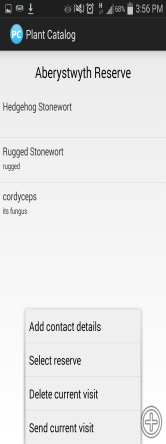 H
68%
3:56 PM
PC
Plant Catalog
Aberystwyth Reserve
Hedgehog Stonewort
Rugged Stonewort
rugged
cordyceps
its fungus
Add contact details
Select reserve
Delete current visit
Send current visit